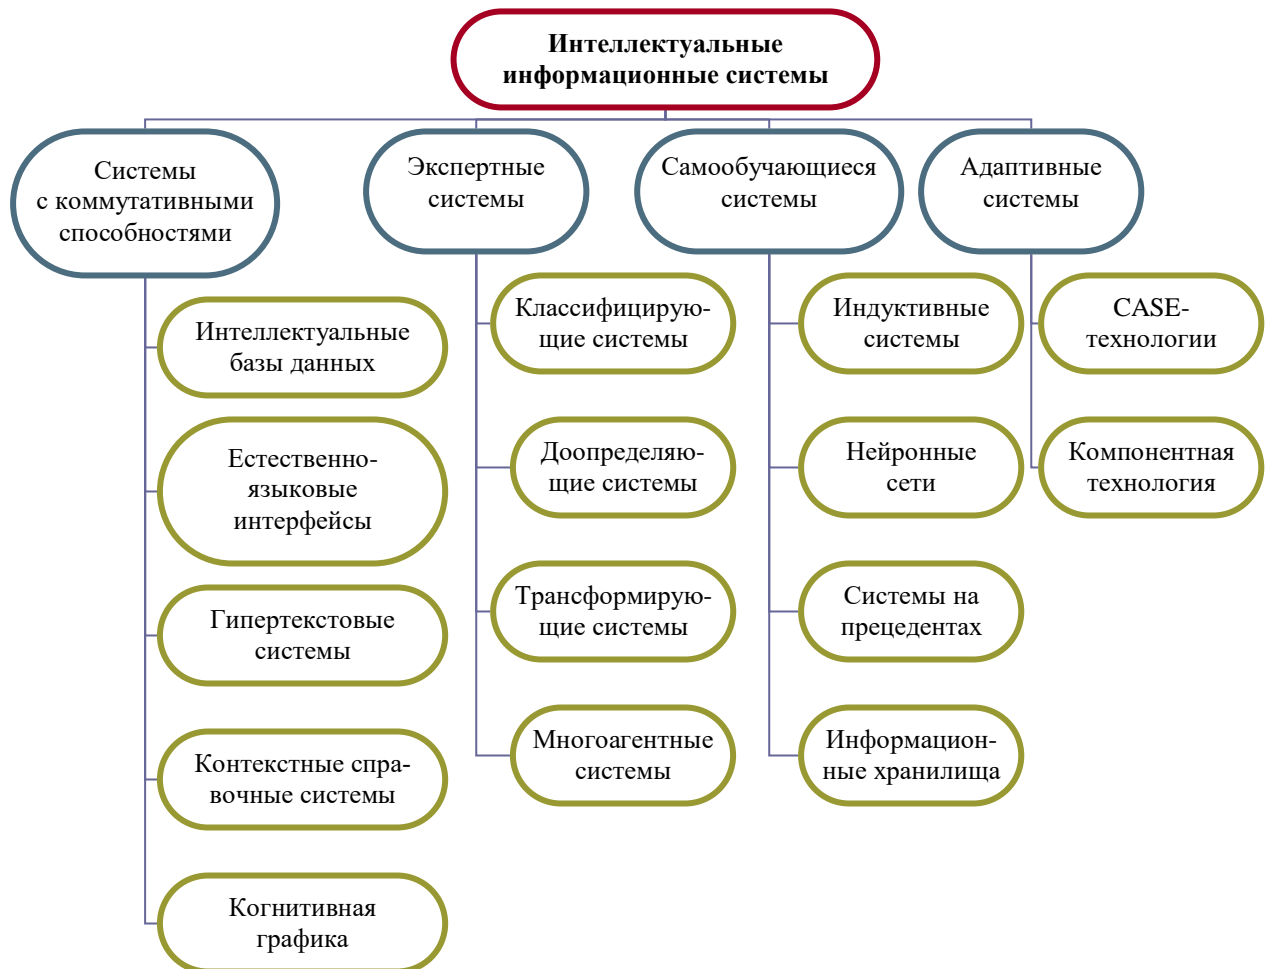 Интеллектуальные
информационные системы
Системы
с коммутативными
способностями
Экспертные
системы
Самообучающиеся
системы
Адаптивные
системы
Интеллектуальные
базы данных
Естественно-
языковые
интерфейсы
Гипертекстовые
системы
Контекстные спра-
вочные системы
Когнитивная
графика
Классифицирую-
щие системы
Доопределяю-
щие системы
Трансформирую-
щие системы
Многоагентные
системы
Индуктивные
системы
Нейронные
сети
Системы на
прецедентах
Информацион-
ные хранилища
CASE-
технологии
Компонентная
технология